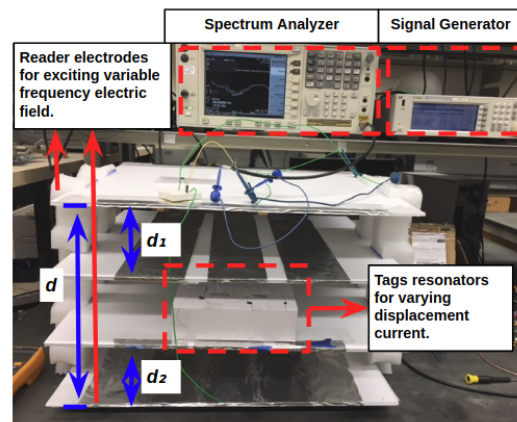 Spectrum Analyzer
Signal Generator
Reader electrodes
for exciting variable
frequency electric
field.
d₁
d
Tags resonators
for varying
displacement
current.
d₂